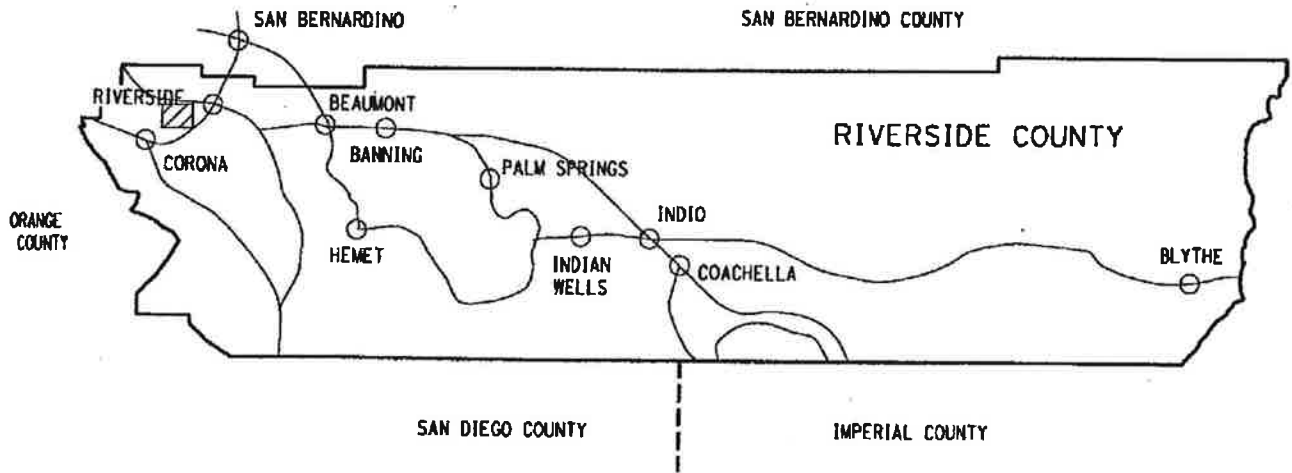 SAN BERNARDINO
SAN BERNARDINO COUNTY
RIVERSIDE
BEAUMONT
RIVERSIDE COUNTY
CORONA
BANNING
PALM SPRINGS
ORANGE
COUNTY
HEMET
INDIO
INDIAN
WELLS
COACHELLA
BLYTHE
SAN DIEGO COUNTY
IMPERIAL COUNTY